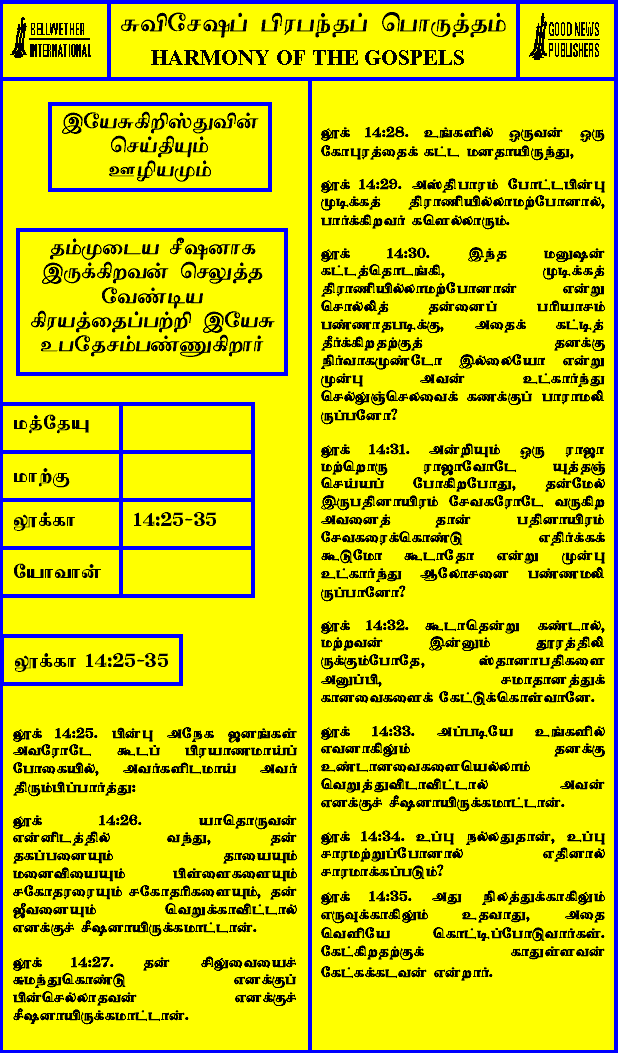 BELLWETHER
INTERNATIONAL
சுவிசேஷப் பிரபந்தப் பொருத்தம்
HARMONY OF THE GOSPELS
GOOD NEWS
PUBLISHERS
இயேசுகிறிஸ்துவின்
செய்தியும்
ஊழியமும்
தம்முடைய சீஷனாக
இருக்கிறவன் செலுத்த
வேண்டிய
கிரயத்தைப்பற்றி இயேசு
உபதேசம்பண்ணுகிறார்
மத்தேயு
மாற்கு
லூக்கா 14:25-35
யோவான்
லூக்கா 14:25-35
லூக் 14:25. பின்பு அநேக ஜனங்கள்
அவரோடே கூடப் பிரயாணமாய்ப்
போகையில், அவர்களிடமாய் அவர்
திரும்பிப்பார்த்து:
லூக் 14:26. யாதொருவன்
என்னிடத்தில் வந்து, தன்
தகப்பனையும் தாயையும்
மனைவியையும் பிள்ளைகளையும்
சகோதரரையும் சகோதரிகளையும், தன்
ஜீவனையும் வெறுக்காவிட்டால்
எனக்குச் சீஷனாயிருக்கமாட்டான்.
லூக் 14:27. தன் சிலுவையைச்
சுமந்துகொண்டு எனக்குப்
பின்செல்லாதவன் எனக்குச்
சீஷனாயிருக்கமாட்டான்.
லூக் 14:28. உங்களில் ஒருவன் ஒரு
கோபுரத்தைக் கட்ட மனதாயிருந்து,
லூக் 14:29. அஸ்திபாரம் போட்டபின்பு
முடிக்கத் திராணியில்லாமற்போனால்,
பார்க்கிறவர் களெல்லாரும்.
லூக் 14:30. இந்த மனுஷன்
கட்டத்தொடங்கி, முடிக்கத்
திராணியில்லாமற்போனான் என்று
சொல்லித் தன்னைப் பரியாசம்
பண்ணாதபடிக்கு, அதைக் கட்டித்
தீர்க்கிறதற்குத் தனக்கு
நிர்வாகமுண்டோ இல்லையோ என்று
முன்பு அவன் உட்கார்ந்து
செல்லுஞ்செலவைக் கணக்குப் பாராமலி
ருப்பனோ?
லூக் 14:31. அன்றியும் ஒரு ராஜா
மற்றொரு ராஜாவோடே யுத்தஞ்
செய்யப் போகிறபோது, தன்மேல்
இருபதினாயிரம் சேவகரோடே வருகிற
அவனைத் தான் பதினாயிரம்
சேவகரைக்கொண்டு எதிர்க்கக்
கூடுமோ கூடாதோ என்று முன்பு
உட்கார்ந்து ஆலோசனை பண்ணமலி
ருப்பானோ?
லூக் 14:32. கூடாதென்று கண்டால்,
மற்றவன் இன்னும் தூரத்திலி
ருக்கும்போதே, ஸ்தானாபதிகளை
அனுப்பி, சமாதானத்துக்
கானவைகளைக் கேட்டுக்கொள்வானே.
லூக் 14:33. அப்படியே உங்களில்
எவனாகிலும் தனக்கு
உண்டானவைகளையெல்லாம்
வெறுத்துவிடாவிட்டால் அவன்
எனக்குச் சீஷனாயிருக்கமாட்டான்.
லூக் 14:34. உப்பு நல்லதுதான், உப்பு
சாரமற்றுப்போனால் எதினால்
சாரமாக்கப்படும்?
லூக் 14:35. அது நிலத்துக்காகிலும்
எருவுக்காகிலும் உதவாது, அதை
வெளியே கொட்டிப்போடுவார்கள்.
கேட்கிறதற்குக் காதுள்ளவன்
கேட்கக்கடவன் என்றார்.